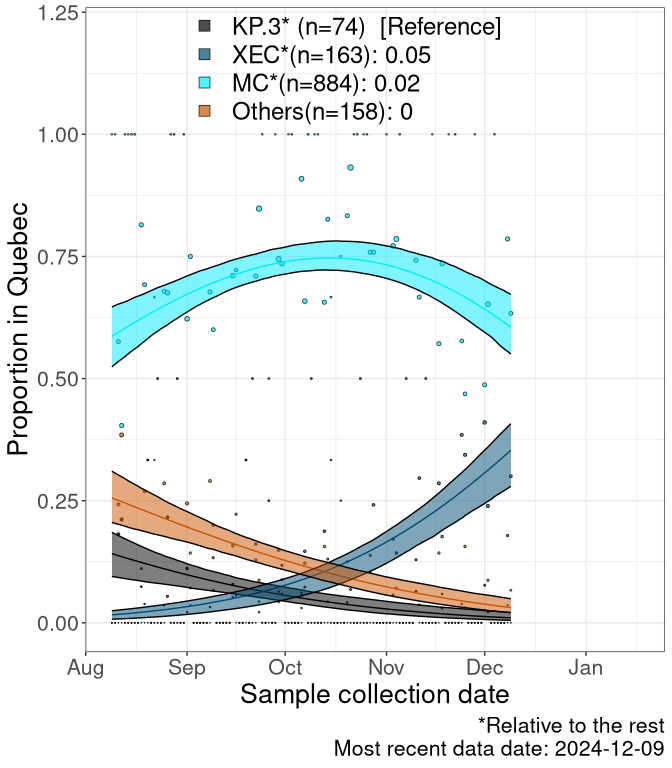 KP.3* (n=74)  [Reference]
XEC*(n=163): 0.05
MC*(n=884): 0.02
Others(n=158): 0
Proportion in Quebec
1.25
1.00
0.75
0.50
0.25
0.00
Aug Sep Oct Nov Dec Jan
Sample collection date
*Relative to the rest
Most recent data date: 2024-12-09